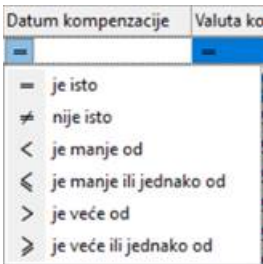 Datum kompenzacije Valuta ko
= =
= je isto
≠ nije isto
< je manje od
⩽ je manje ili jednako od
> je veće od
⩾ je veće ili jednako od